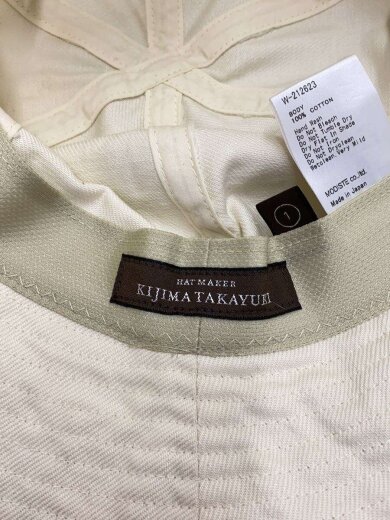 W-212623
BODY
100% COTTON
Hand Wash
Do Not Bleach
Do Not Tumble Dry
Dry Flat in Shade
Do Not Iron
Do Not Dryclean
Wetclean Very Mild
MODISTE co.,ltd.
Made in Japan
1
HAT MAKER
KIJIMA TAKAYUKI